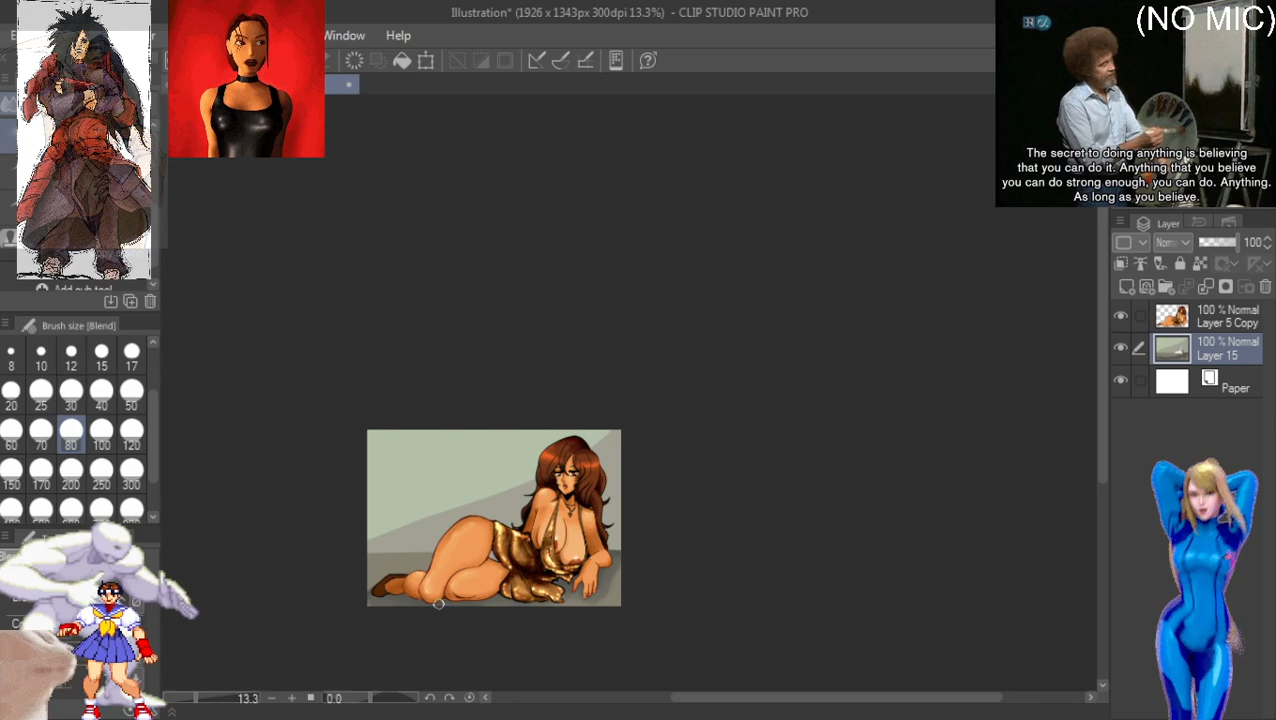 Illustration* (1926 x 1343px 300dpi 13.3%) - CLIP STUDIO PAINT PRO
(NO MIC)
Window Help
The secret to doing anything is believing
that you can do it. Anything that you believe
you can do strong enough, you can do. Anything.
As long as you believe.
Layer
100
100 % Normal
Layer 5 Copy
100 % Normal
Layer 15
Paper
Add sub tool
Brush size [Blend]
8 10 12 15 17
20 25 30 40 50
60 70 80 100 120
150 170 200 250 300
13.3
0.0